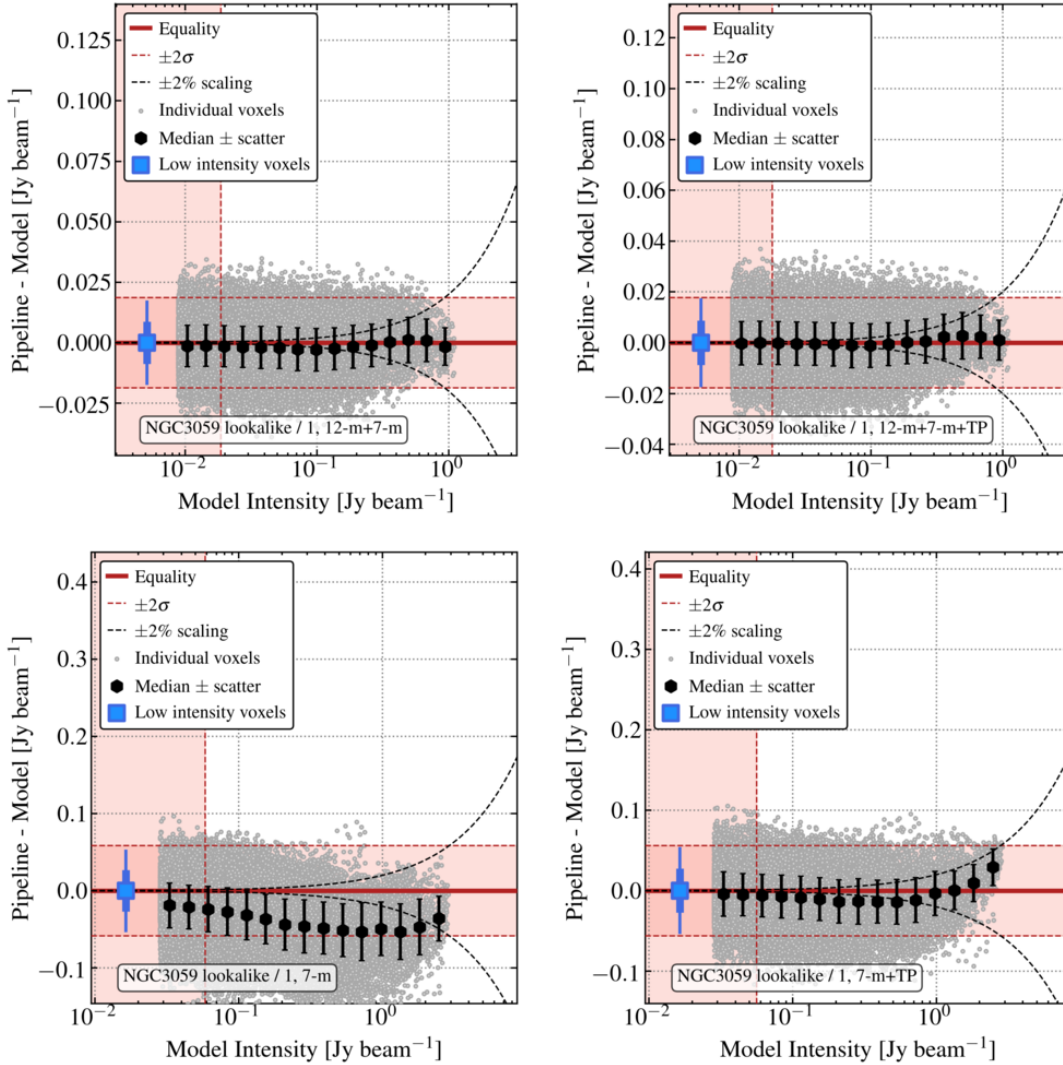 0.125
0.100
0.075
0.050
0.025
0.000
−0.025
Pipeline - Model [Jy beam⁻¹]
Equality
±2σ
±2% scaling
Individual voxels
Median ± scatter
Low intensity voxels
NGC3059 lookalike / 1, 12-m+7-m
10⁻² 10⁻¹ 10⁰
Model Intensity [Jy beam⁻¹]
0.12
0.10
0.08
0.06
0.04
0.02
0.00
−0.02
−0.04
Pipeline - Model [Jy beam⁻¹]
Equality
±2σ
±2% scaling
Individual voxels
Median ± scatter
Low intensity voxels
NGC3059 lookalike / 1, 12-m+7-m+TP
10⁻² 10⁻¹ 10⁰
Model Intensity [Jy beam⁻¹]
0.4
0.3
0.2
0.1
0.0
−0.1
Pipeline - Model [Jy beam⁻¹]
Equality
±2σ
±2% scaling
Individual voxels
Median ± scatter
Low intensity voxels
NGC3059 lookalike / 1, 7-m
10⁻² 10⁻¹ 10⁰
Model Intensity [Jy beam⁻¹]
0.4
0.3
0.2
0.1
0.0
−0.1
Pipeline - Model [Jy beam⁻¹]
Equality
±2σ
±2% scaling
Individual voxels
Median ± scatter
Low intensity voxels
NGC3059 lookalike / 1, 7-m+TP
10⁻² 10⁻¹ 10⁰
Model Intensity [Jy beam⁻¹]